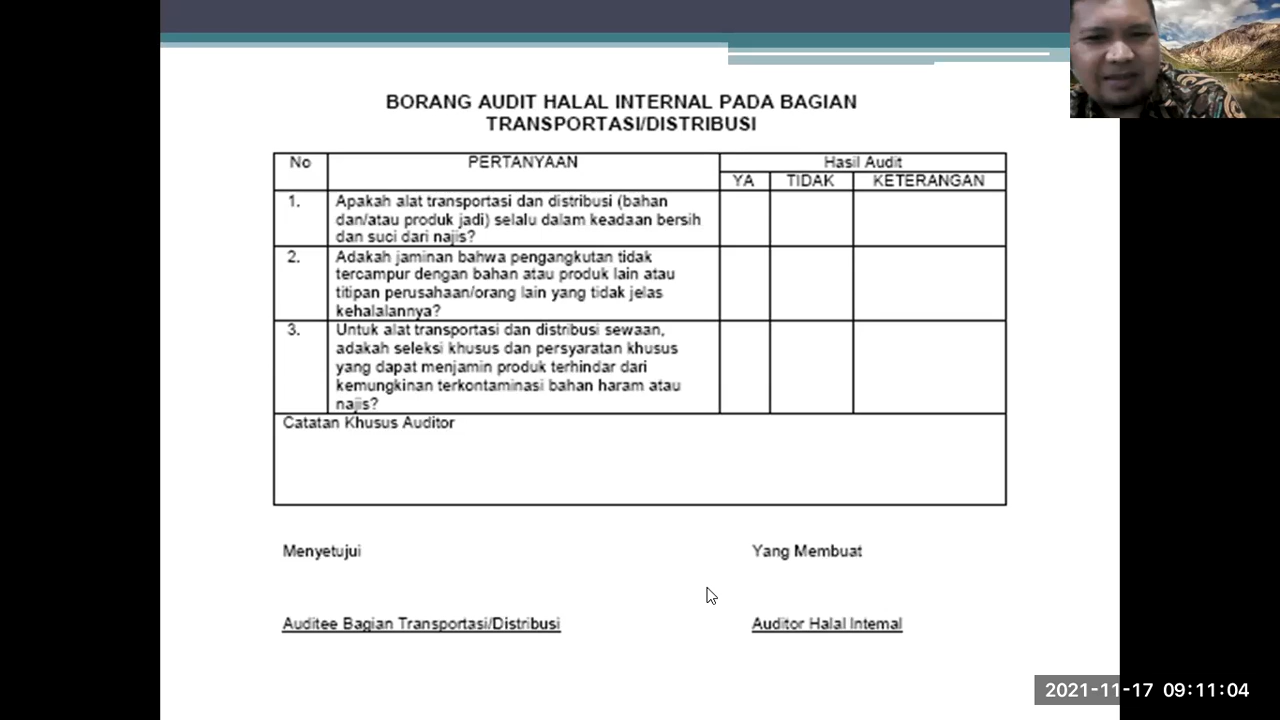 BORANG AUDIT HALAL INTERNAL PADA BAGIAN
TRANSPORTASI/DISTRIBUSI
No PERTANYAAN Hasil Audit
YA TIDAK KETERANGAN
1. Apakah alat transportasi dan distribusi (bahan
dan/atau produk jadi) selalu dalam keadaan bersih
dan suci dari najis?
2. Adakah jaminan bahwa pengangkutan tidak
tercampur dengan bahan atau produk lain atau
titipan perusahaan/orang lain yang tidak jelas
kehalalannya?
3. Untuk alat transportasi dan distribusi sewaan,
adakah seleksi khusus dan persyaratan khusus
yang dapat menjamin produk terhindar dari
kemungkinan terkontaminasi bahan haram atau
najis?
Catatan Khusus Auditor
Menyetujui Yang Membuat
Auditee Bagian Transportasi/Distribusi Auditor Halal Internal
2021-11-17 09:11:04